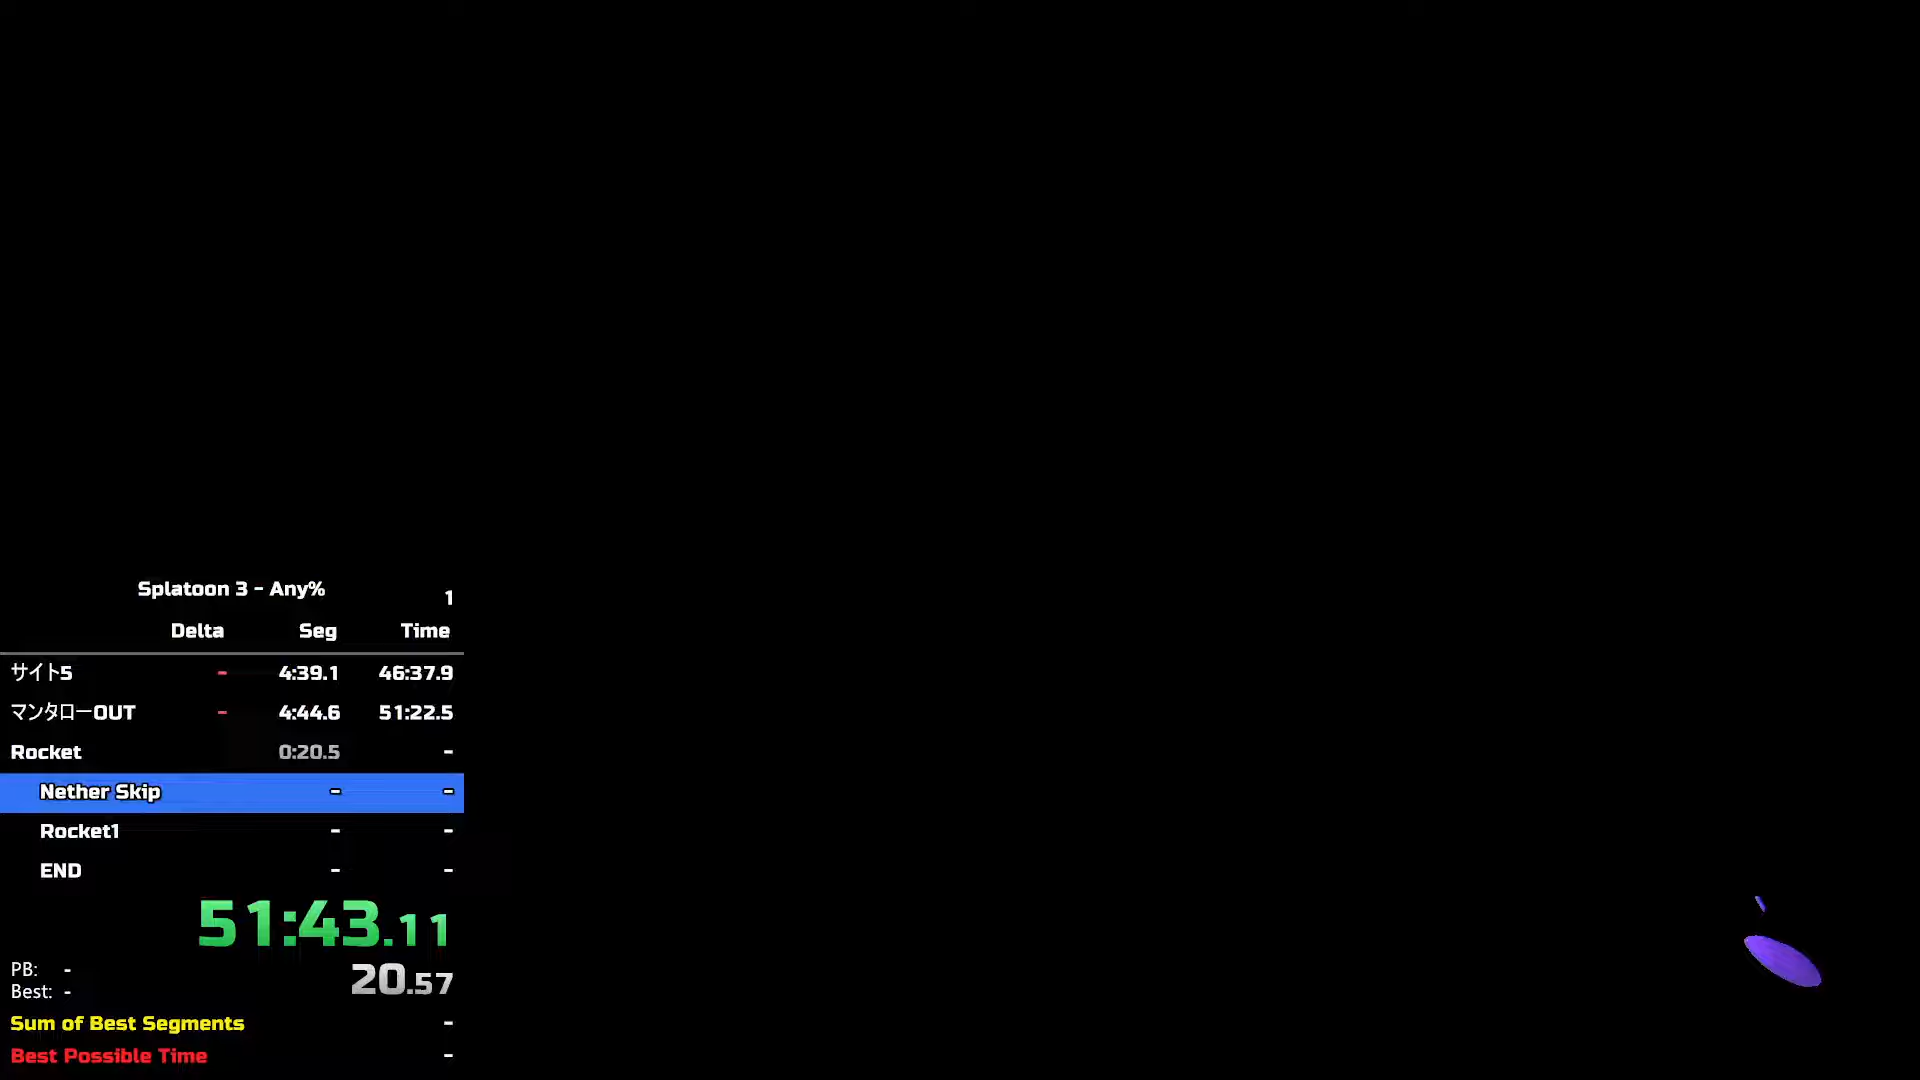 Splatoon 3 - Any%
1
Delta Seg Time
サイト5 - 4:39.1 46:37.9
マンタローOUT - 4:44.6 51:22.5
Rocket 0:20.5 -
Nether Skip - -
Rocket1 - -
END - -
51:43.11
PB: -
20.57
Best: -
Sum of Best Segments -
Best Possible Time -